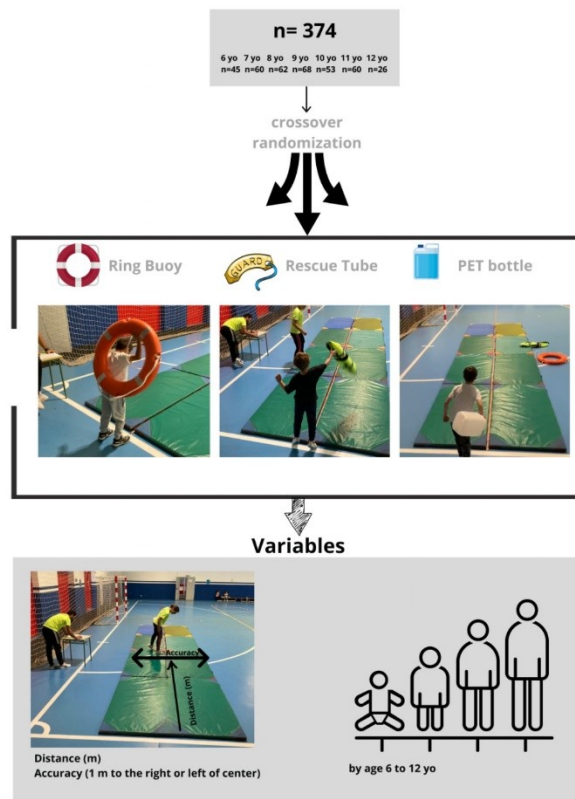 n= 374
6 yo 7 yo 8 yo 9 yo 10 yo 11 yo 12 yo
n=45 n=60 n=62 n=68 n=53 n=60 n=26
crossover
randomization
Ring Buoy
GUARD
Rescue Tube
PET bottle
Variables
Accuracy
Distance (m)
Distance (m)
Accuracy (1 m to the right or left of center)
by age 6 to 12 yo